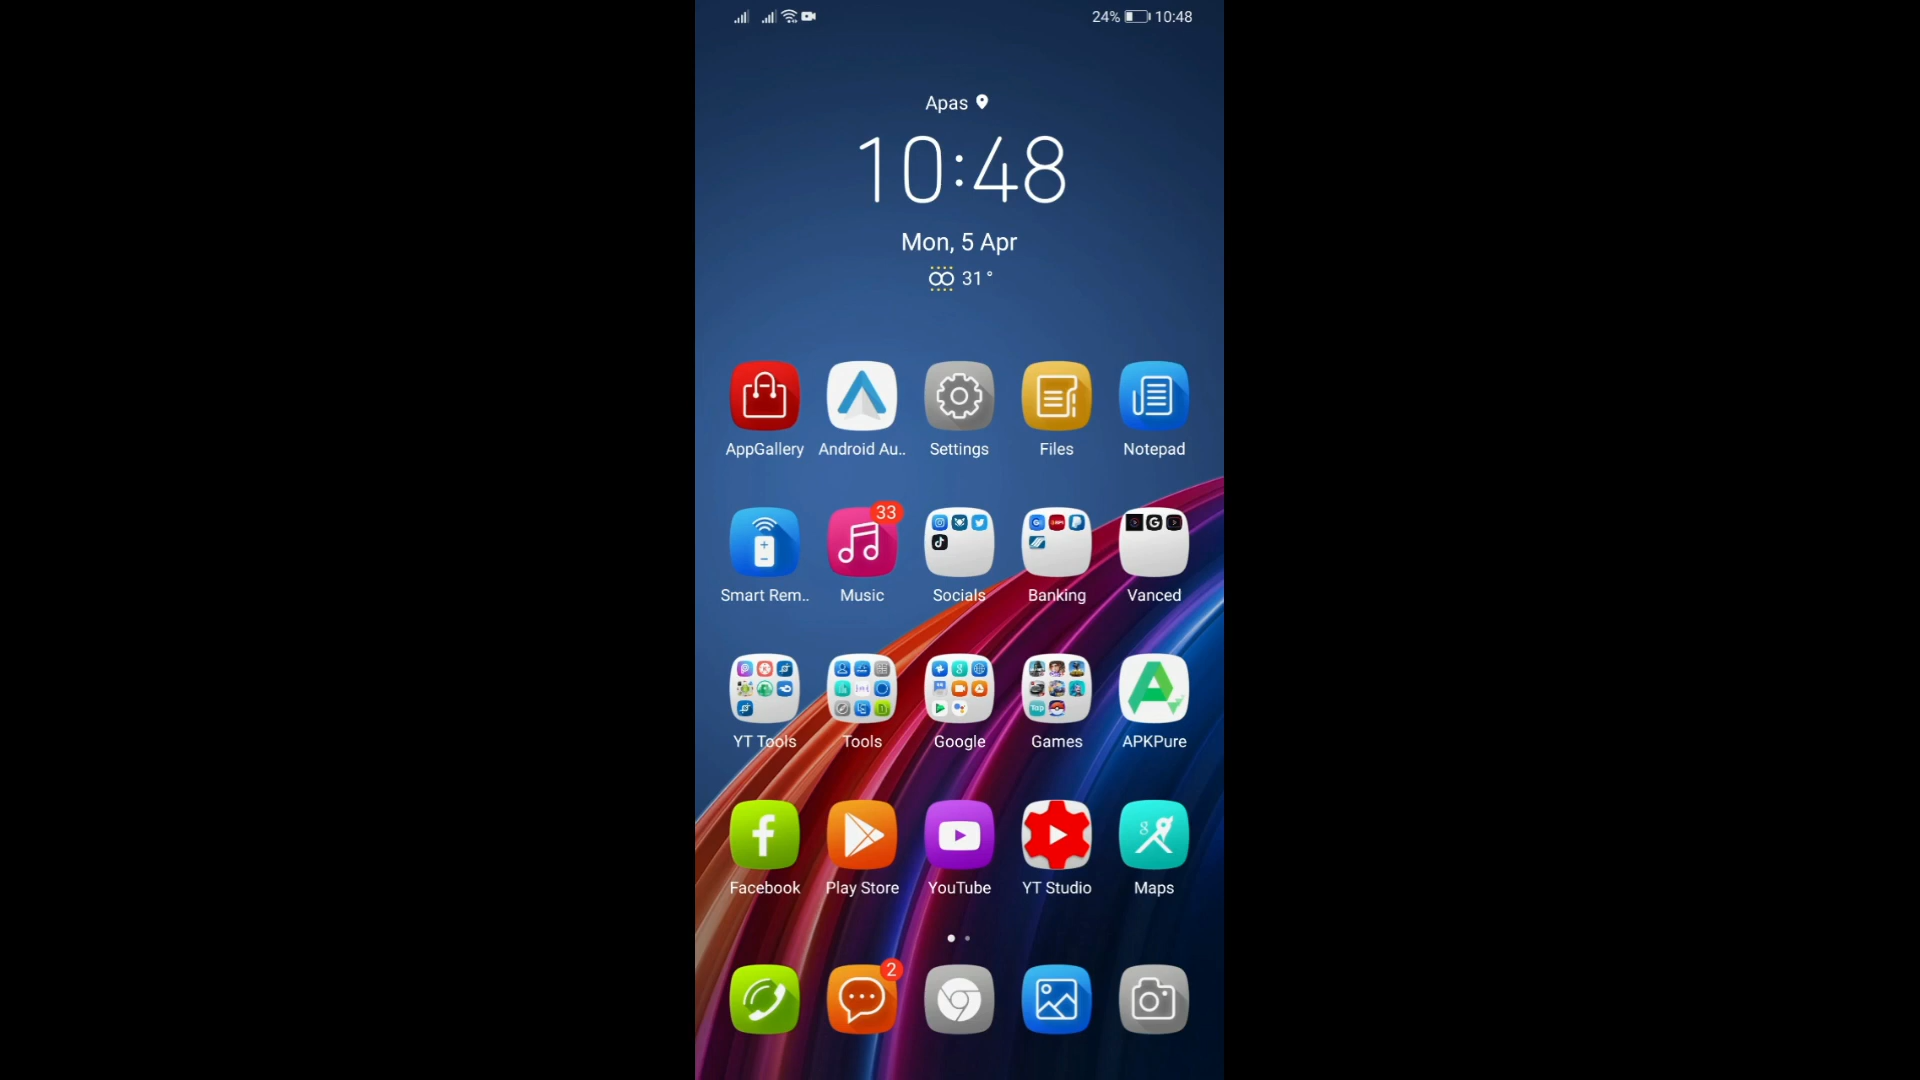 24% 10:48
Apas
10:48
Mon, 5 Apr
31°
AppGallery Android Au.. Settings Files Notepad
33
Smart Rem.. Music Socials Banking Vanced
YT Tools Tools Google Games APKPure
Facebook Play Store YouTube YT Studio Maps
2